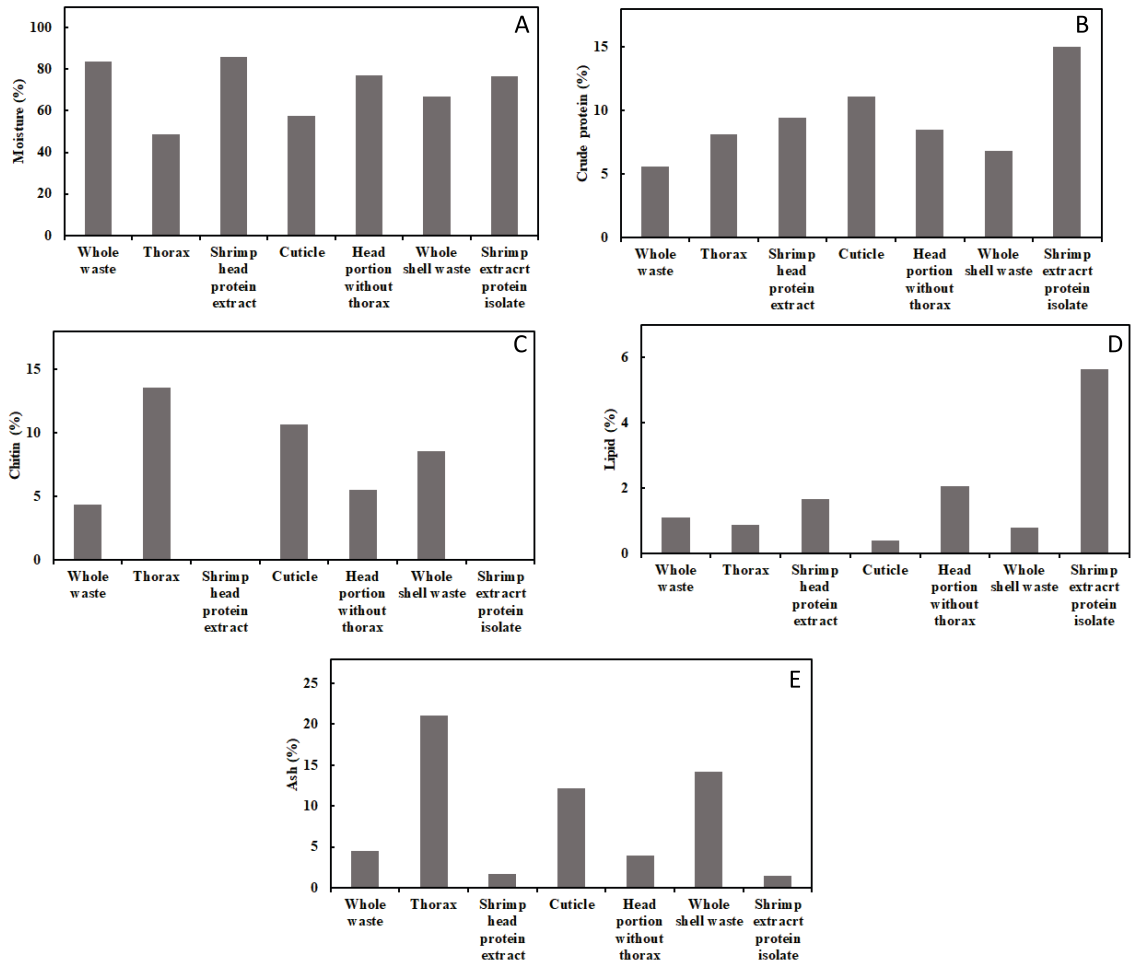 A
Moisture (%)
100
80
60
40
20
0
Whole
waste
Thorax
Shrimp
head
protein
extract
Cuticle
Head
portion
without
thorax
Whole
shell waste
Shrimp
extracrt
protein
isolate
B
Crude protein (%)
15
10
5
0
Whole
waste
Thorax
Shrimp
head
protein
extract
Cuticle
Head
portion
without
thorax
Whole
shell waste
Shrimp
extracrt
protein
isolate
C
Chitin (%)
15
10
5
0
Whole
waste
Thorax
Shrimp
head
protein
extract
Cuticle
Head
portion
without
thorax
Whole
shell waste
Shrimp
extracrt
protein
isolate
D
Lipid (%)
6
4
2
0
Whole
waste
Thorax
Shrimp
head
protein
extract
Cuticle
Head
portion
without
thorax
Whole
shell waste
Shrimp
extracrt
protein
isolate
E
Ash (%)
25
20
15
10
5
0
Whole
waste
Thorax
Shrimp
head
protein
extract
Cuticle
Head
portion
without
thorax
Whole
shell waste
Shrimp
extracrt
protein
isolate